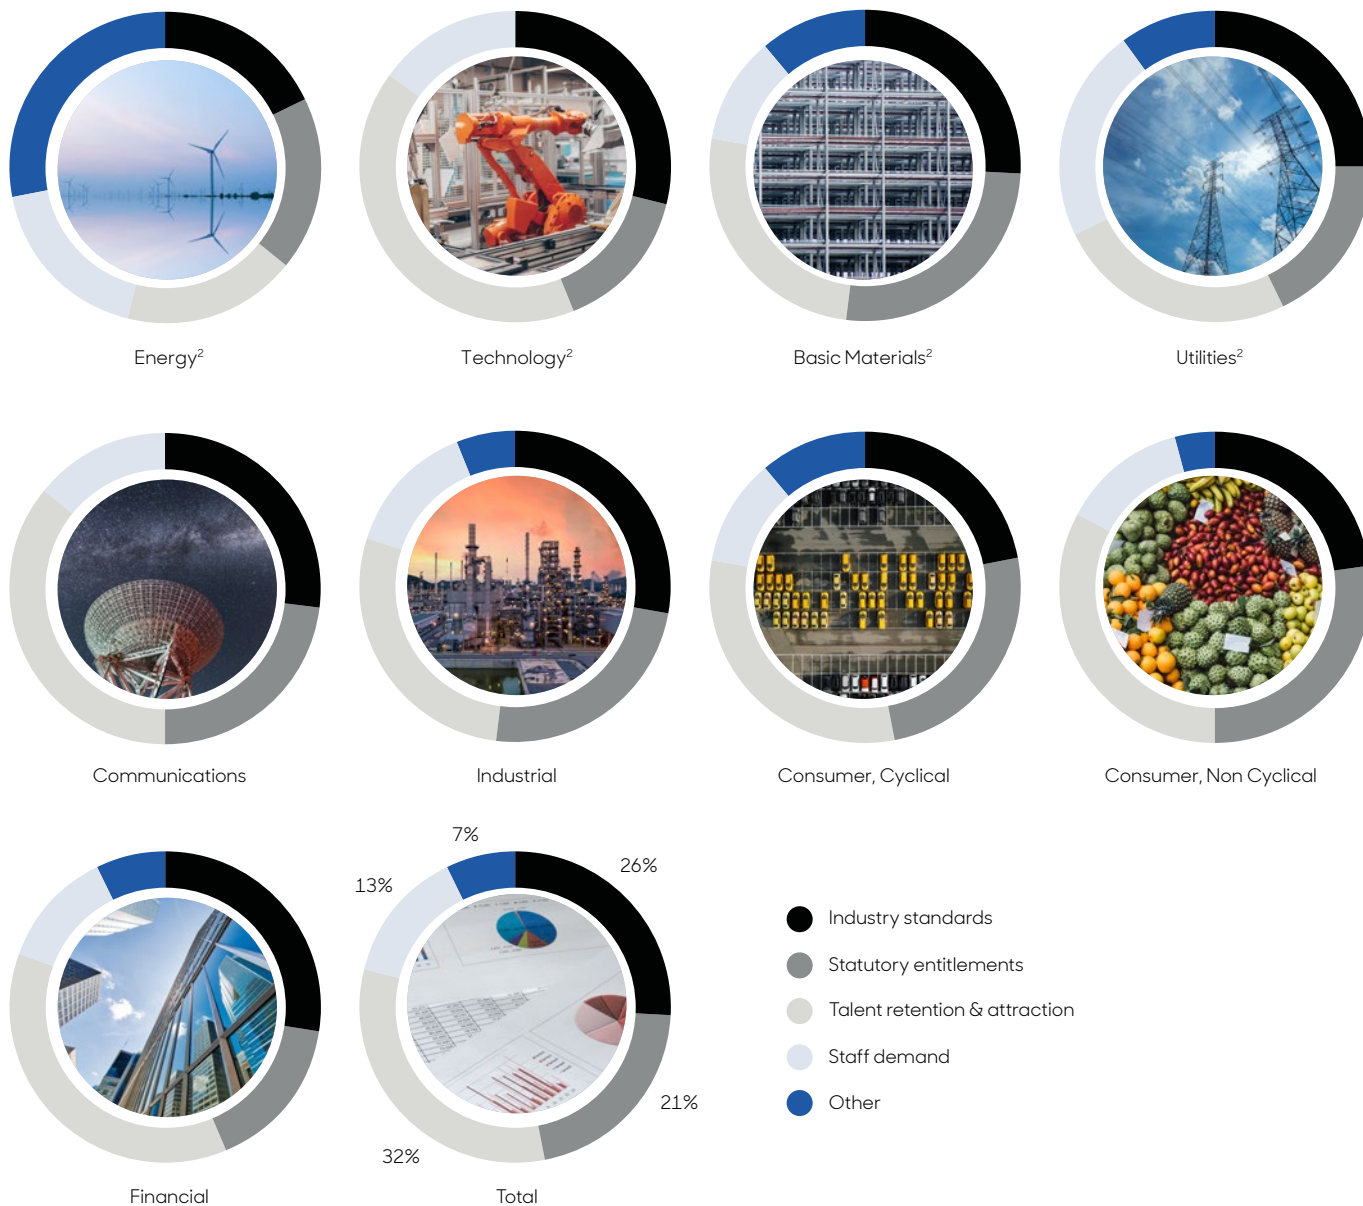 Energy²
Technology²
Basic Materials²
Utilities²
Communications
Industrial
Consumer, Cyclical
Consumer, Non Cyclical
7%
26%
13%
21%
32%
Industry standards
Statutory entitlements
Talent retention & attraction
Staff demand
Other
Financial
Total